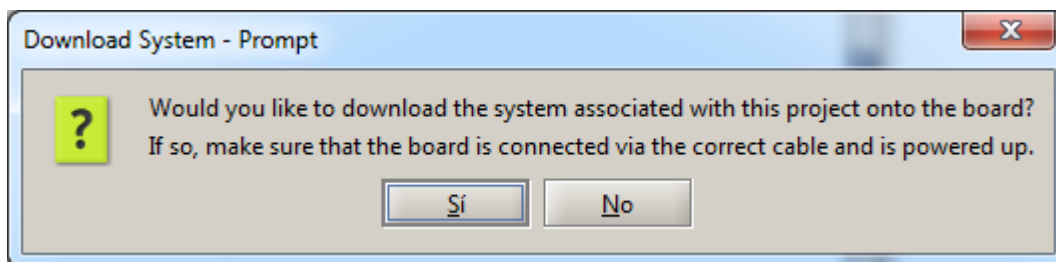 Download System - Prompt
Would you like to download the system associated with this project onto the board?
If so, make sure that the board is connected via the correct cable and is powered up.
Sí
No